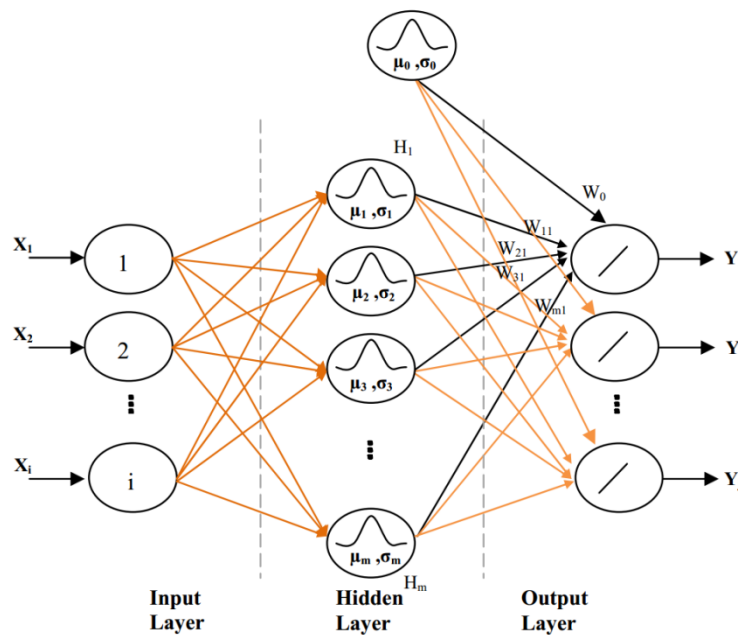 μ₀ ,σ₀
H₁
μ₁ ,σ₁
W₀
X₁
1
W₁₁
W₂₁
Y
μ₂ ,σ₂
W₃₁
X₂
2
Wₘ₁
Y
μ₃ ,σ₃
Xᵢ
i
Y
μₘ ,σₘ
Hₘ
Input
Layer
Hidden
Layer
Output
Layer